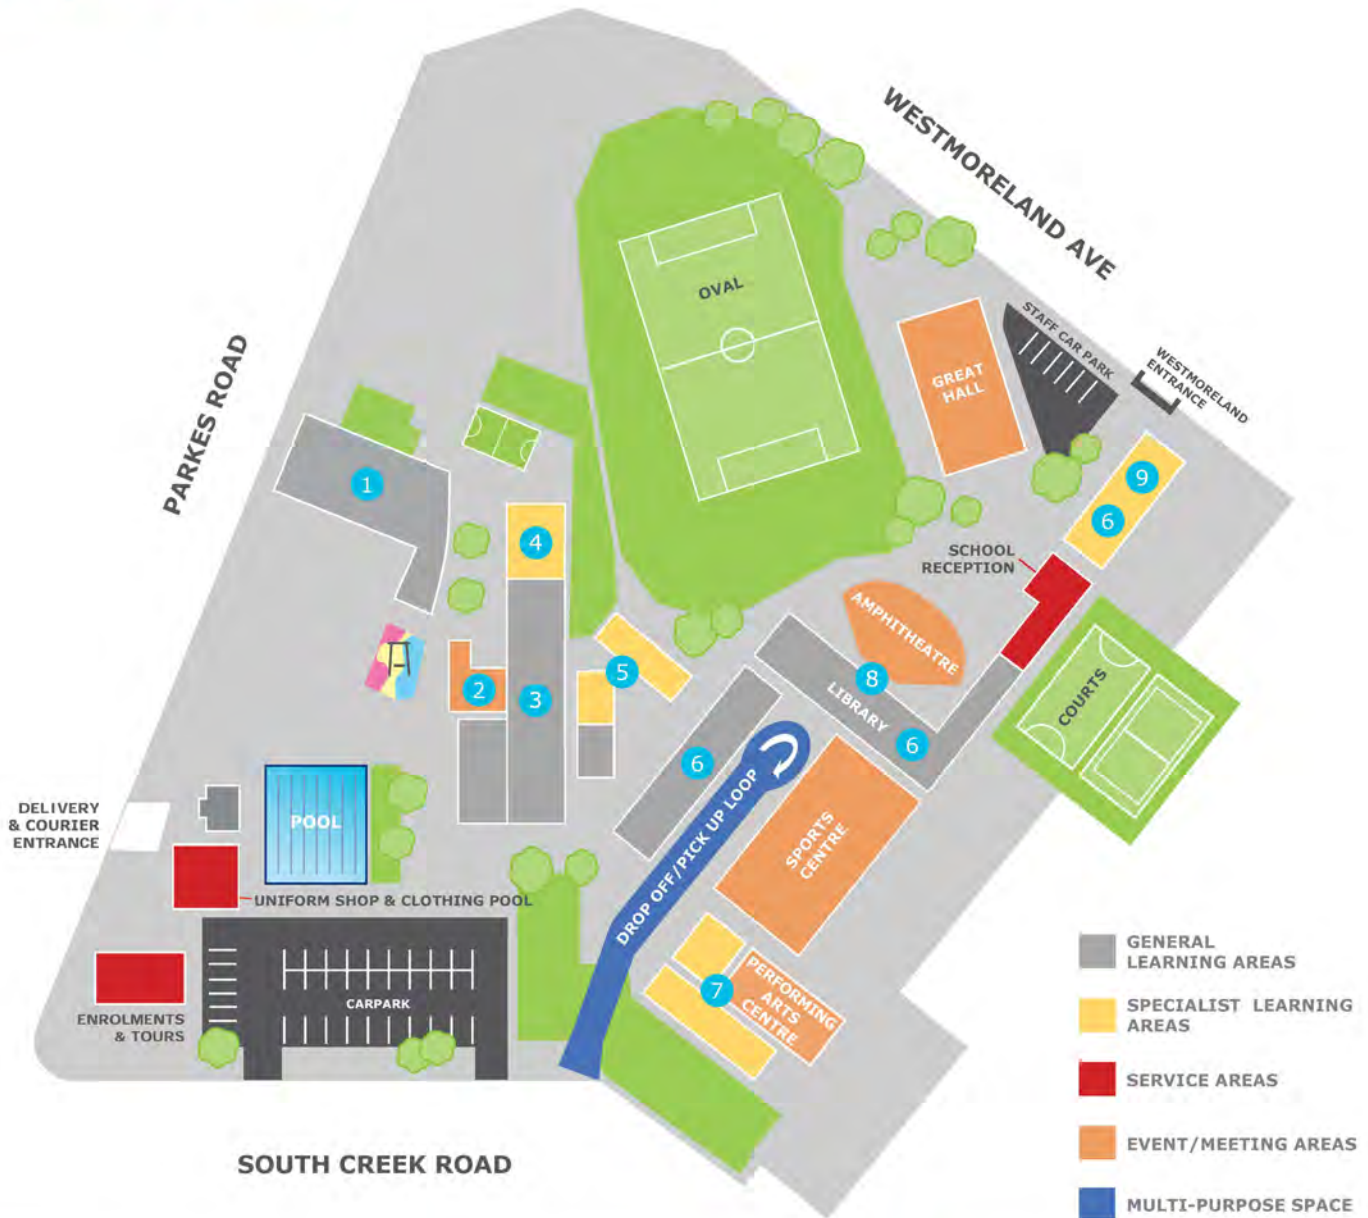 WESTMORELAND AVE
OVAL
STAFF CAR PARK
PARKES ROAD
GREAT
HALL
WESTMORELAND
ENTRANCE
1
9
4
6
SCHOOL
RECEPTION
AMPHITHEATRE
5
8
2
3
LIBRARY
COURTS
6
6
DELIVERY
& COURIER
ENTRANCE
POOL
DROP OFF/PICK UP LOOP
SPORTS
CENTRE
UNIFORM SHOP & CLOTHING POOL
CARPARK
7
PERFORMING
ARTS
CENTRE
ENROLMENTS
& TOURS
SOUTH CREEK ROAD
GENERAL
LEARNING AREAS
SPECIALIST LEARNING
AREAS
SERVICE AREAS
EVENT/MEETING AREAS
MULTI-PURPOSE SPACE